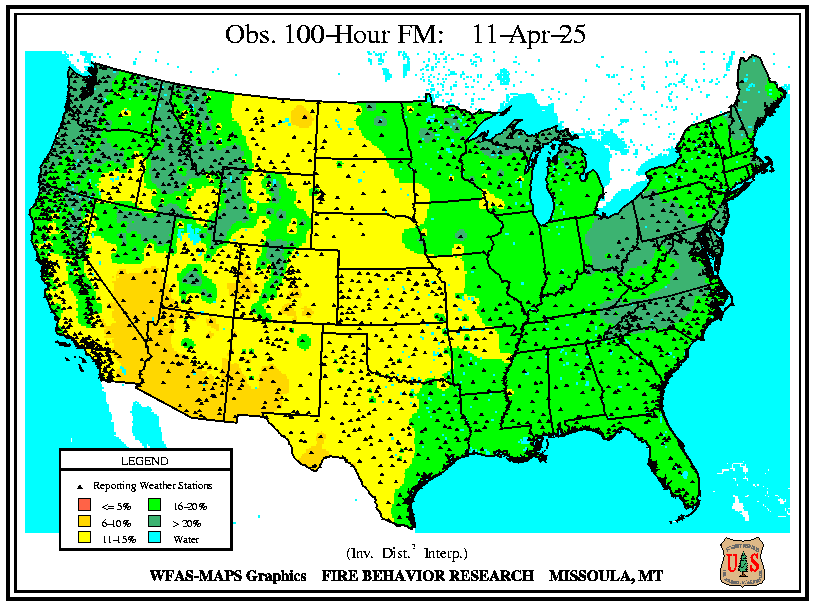 Obs. 100-Hour FM: 11-Apr-25
LEGEND
Reporting Weather Stations
<= 5% 16-20%
6-10% > 20%
11-15% Water
(Inv. Dist.² Interp.)
WFAS-MAPS Graphics FIRE BEHAVIOR RESEARCH MISSOULA, MT
U S